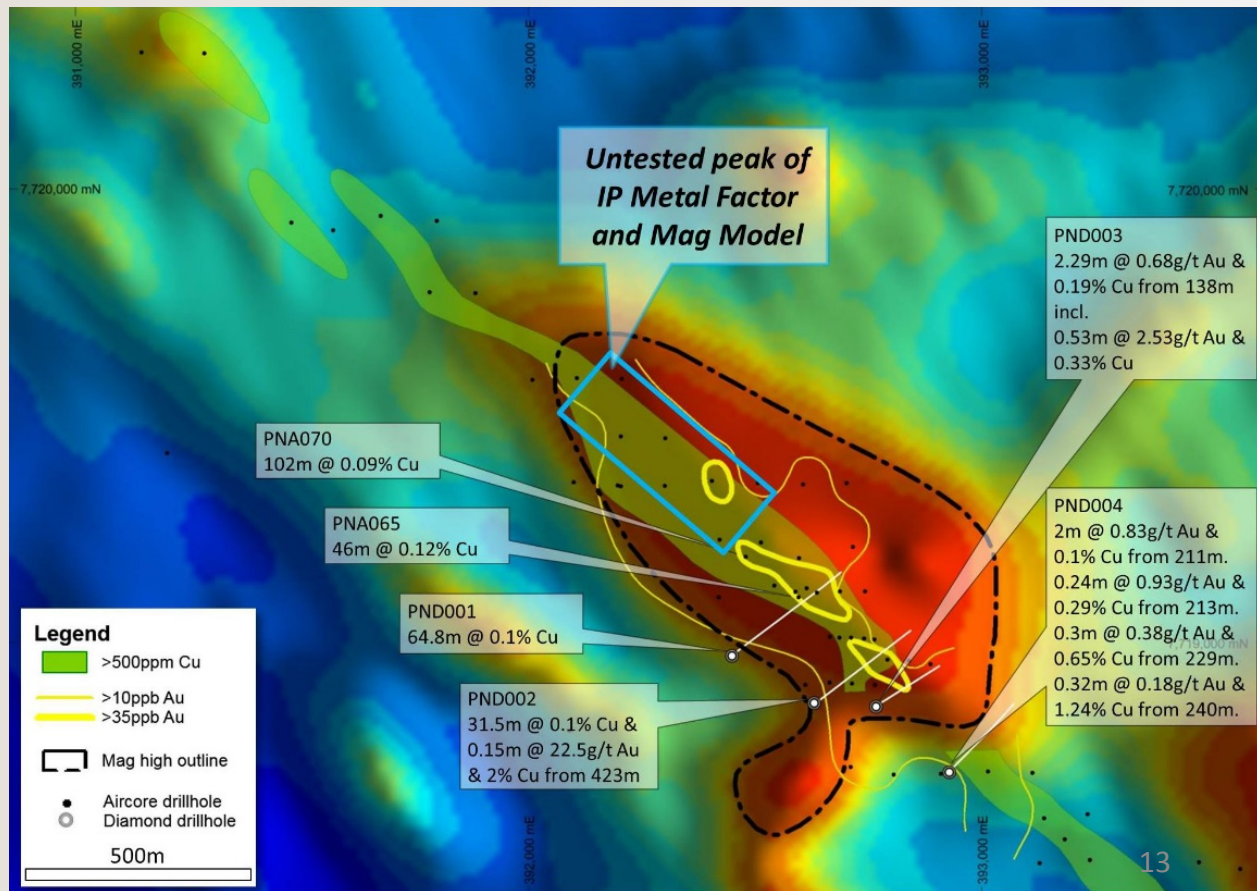 391,000 mE
392,000 mE
393,000 mE
7,720,000 mN
7,720,000 mN
Untested peak of
IP Metal Factor
and Mag Model
PND003
2.29m @ 0.68g/t Au &
0.19% Cu from 138m
incl.
0.53m @ 2.53g/t Au &
0.33% Cu
PNA070
102m @ 0.09% Cu
PNA065
46m @ 0.12% Cu
PND001
64.8m @ 0.1% Cu
PND002
31.5m @ 0.1% Cu &
0.15m @ 22.5g/t Au
& 2% Cu from 423m
PND004
2m @ 0.83g/t Au &
0.1% Cu from 211m.
0.24m @ 0.93g/t Au &
0.29% Cu from 213m.
0.3m @ 0.38g/t Au &
0.65% Cu from 229m.
0.32m @ 0.18g/t Au &
1.24% Cu from 240m.
7,719,000 mN
Legend
>500ppm Cu
>10ppb Au
>35ppb Au
Mag high outline
Aircore drillhole
Diamond drillhole
500m
392,000 mE
393,000 mE
13